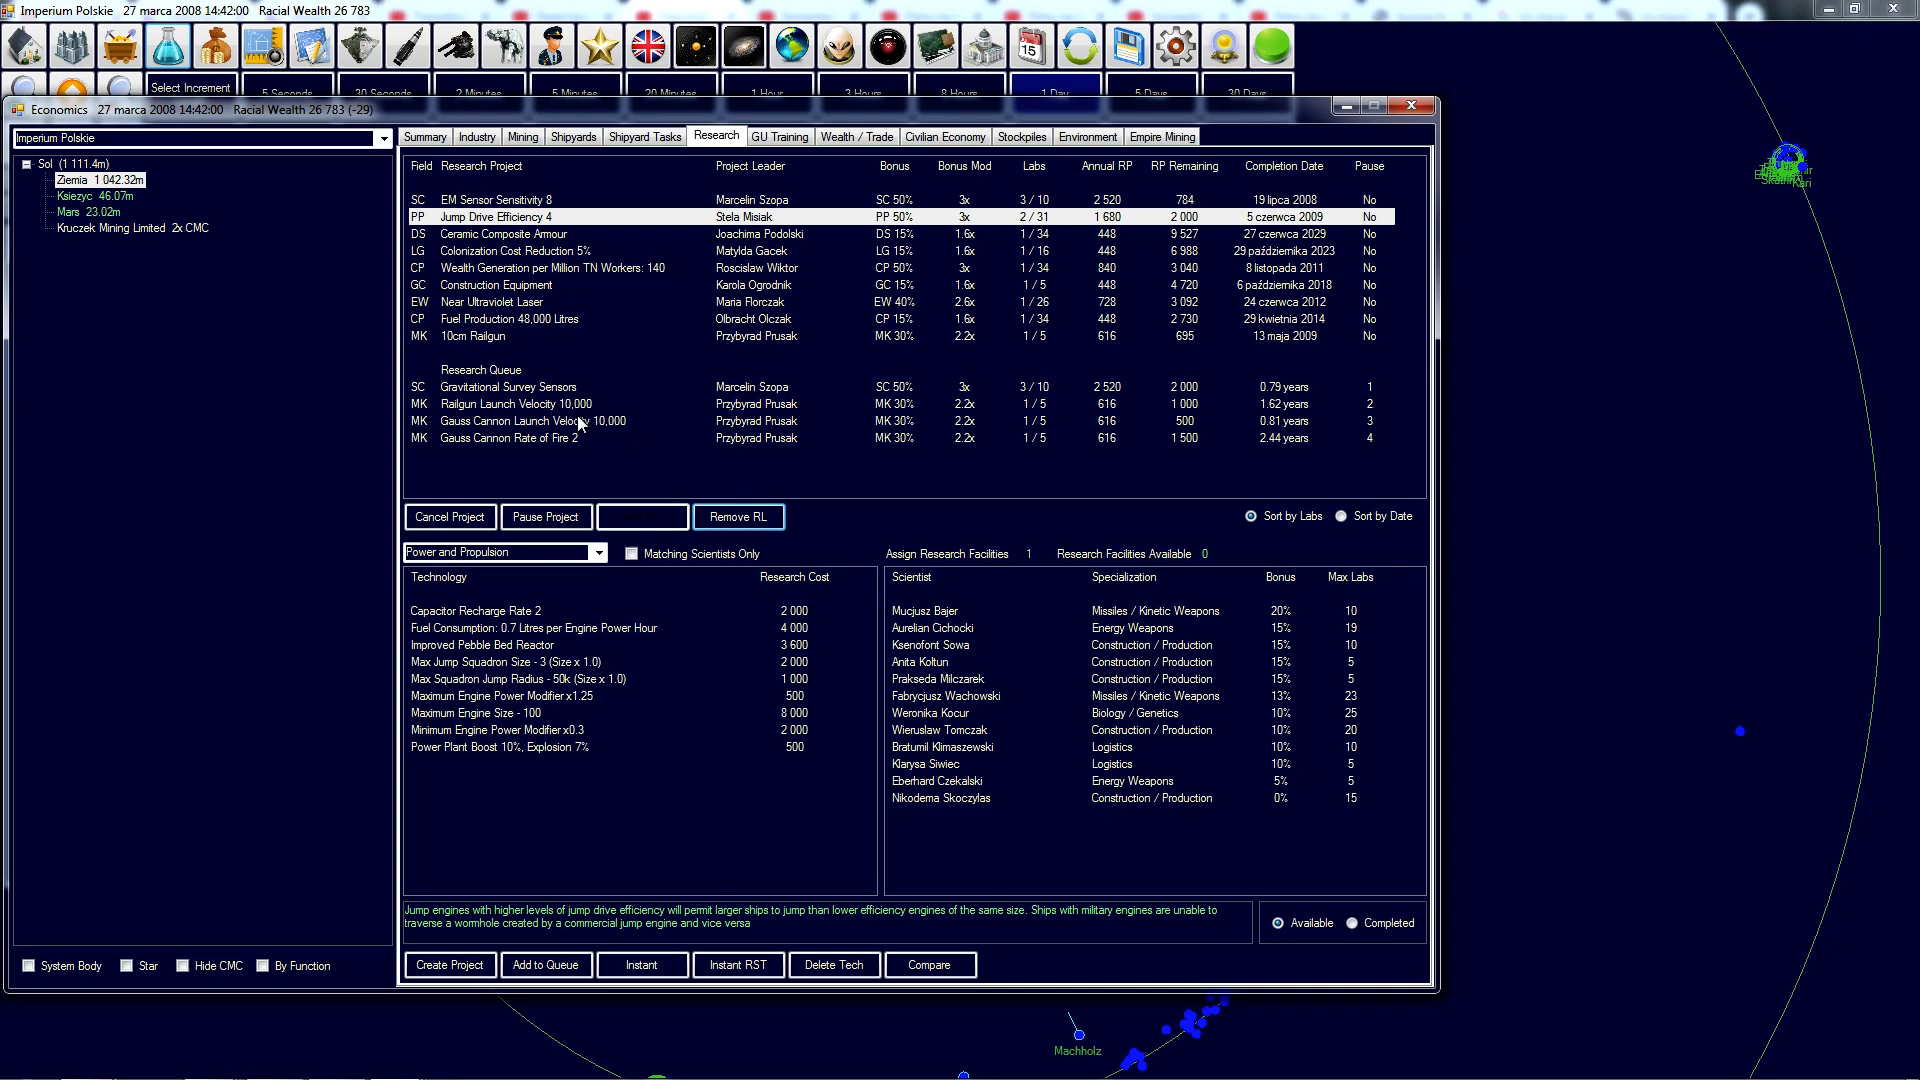 Imperium Polskie   27 marca 2008 14:42:00   Racial Wealth 26 783
15
Select Increment   5 Seconds   30 Seconds   2 Minutes   5 Minutes   20 Minutes   1 Hour   3 Hours   8 Hours   1 Day   5 Days   30 Days
Economics   27 marca 2008 14:42:00   Racial Wealth 26 783 (-29)
Imperium Polskie
Sol (1 111.4m)
Ziemia 1 042.32m
Ksiezyc 46.07m
Mars 23.02m
Kruczek Mining Limited 2x CMC
System Body   Star   Hide CMC   By Function
Summary   Industry   Mining   Shipyards   Shipyard Tasks   Research   GU Training   Wealth / Trade   Civilian Economy   Stockpiles   Environment   Empire Mining
Field   Research Project   Project Leader   Bonus   Bonus Mod   Labs   Annual RP   RP Remaining   Completion Date   Pause
SC   EM Sensor Sensitivity 8   Marcelin Szopa   SC 50%   3x   3 / 10   2 520   784   19 lipca 2008   No
PP   Jump Drive Efficiency 4   Stela Misiak   PP 50%   3x   2 / 31   1 680   2 000   5 czerwca 2009   No
DS   Ceramic Composite Armour   Joachima Podolski   DS 15%   1.6x   1 / 34   448   9 527   27 czerwca 2029   No
LG   Colonization Cost Reduction 5%   Matylda Gacek   LG 15%   1.6x   1 / 16   448   6 988   29 października 2023   No
CP   Wealth Generation per Million TN Workers: 140   Roscislaw Wiktor   CP 50%   3x   1 / 34   840   3 040   8 listopada 2011   No
GC   Construction Equipment   Karola Ogrodnik   GC 15%   1.6x   1 / 5   448   4 720   6 października 2018   No
EW   Near Ultraviolet Laser   Maria Florczak   EW 40%   2.6x   1 / 26   728   3 092   24 czerwca 2012   No
CP   Fuel Production 48,000 Litres   Olbracht Olczak   CP 15%   1.6x   1 / 34   448   2 730   29 kwietnia 2014   No
MK   10cm Railgun   Przybyrad Prusak   MK 30%   2.2x   1 / 5   616   695   13 maja 2009   No
Research Queue
SC   Gravitational Survey Sensors   Marcelin Szopa   SC 50%   3x   3 / 10   2 520   2 000   0.79 years   1
MK   Railgun Launch Velocity 10,000   Przybyrad Prusak   MK 30%   2.2x   1 / 5   616   1 000   1.62 years   2
MK   Gauss Cannon Launch Velocity 10,000   Przybyrad Prusak   MK 30%   2.2x   1 / 5   616   500   0.81 years   3
MK   Gauss Cannon Rate of Fire 2   Przybyrad Prusak   MK 30%   2.2x   1 / 5   616   1 500   2.44 years   4
Cancel Project   Pause Project   Remove RL   Sort by Labs   Sort by Date
Power and Propulsion   Matching Scientists Only   Assign Research Facilities   1   Research Facilities Available   0
Technology   Research Cost
Capacitor Recharge Rate 2   2 000
Fuel Consumption: 0.7 Litres per Engine Power Hour   4 000
Improved Pebble Bed Reactor   3 600
Max Jump Squadron Size - 3 (Size x 1.0)   2 000
Max Squadron Jump Radius - 50k (Size x 1.0)   1 000
Maximum Engine Power Modifier x1.25   500
Maximum Engine Size - 100   8 000
Minimum Engine Power Modifier x0.3   2 000
Power Plant Boost 10%, Explosion 7%   500
Scientist   Specialization   Bonus   Max Labs
Mucjusz Bajer   Missiles / Kinetic Weapons   20%   10
Aurelian Cichocki   Energy Weapons   15%   19
Ksenofont Sowa   Construction / Production   15%   10
Anita Koltun   Construction / Production   15%   5
Prakseda Milczarek   Construction / Production   15%   5
Fabrycjusz Wachowski   Missiles / Kinetic Weapons   13%   23
Weronika Kocur   Biology / Genetics   10%   25
Wieruslaw Tomczak   Construction / Production   10%   20
Bratumil Klimaszewski   Logistics   10%   10
Klarysa Siwiec   Logistics   10%   5
Eberhard Czekalski   Energy Weapons   5%   5
Nikodema Skoczylas   Construction / Production   0%   15
Jump engines with higher levels of jump drive efficiency will permit larger ships to jump than lower efficiency engines of the same size. Ships with military engines are unable to
traverse a wormhole created by a commercial jump engine and vice versa
Available   Completed
Create Project   Add to Queue   Instant   Instant RST   Delete Tech   Compare
Kari
Machholz